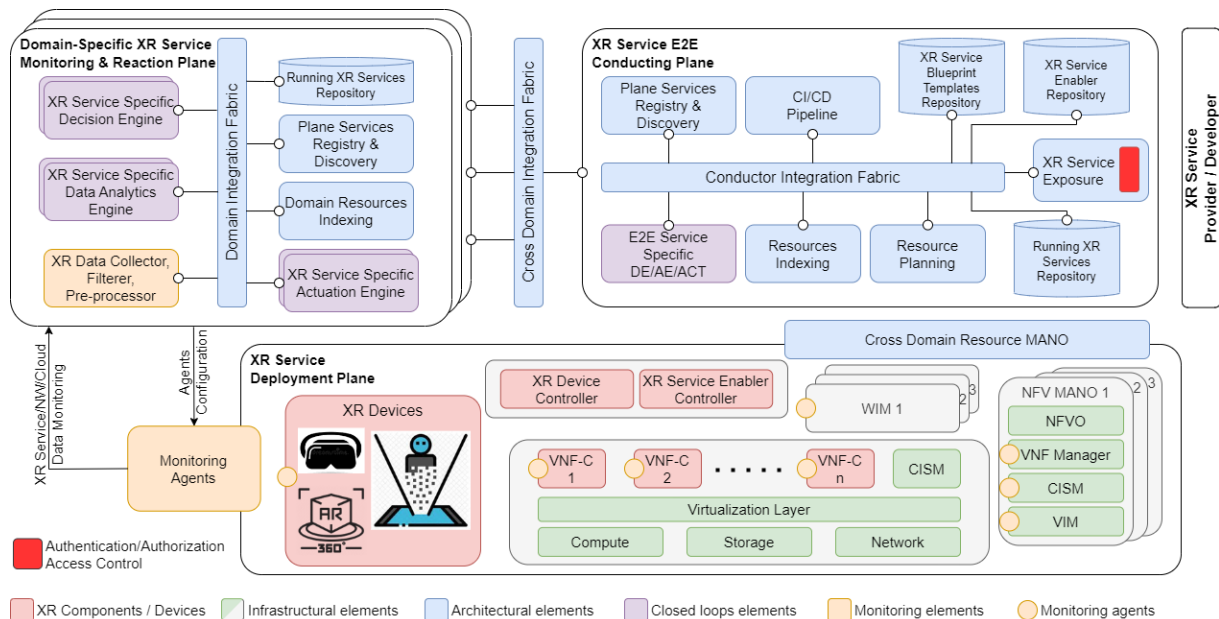 Domain-Specific XR Service
Monitoring & Reaction Plane
XR Service Specific
Decision Engine
XR Service Specific
Data Analytics
Engine
XR Data Collector,
Filterer,
Pre-processor
Domain Integration Fabric
Running XR Services
Repository
Plane Services
Registry &
Discovery
Domain Resources
Indexing
XR Service Specific
Actuation Engine
Cross Domain Integration Fabric
XR Service E2E
Conducting Plane
Plane Services
Registry &
Discovery
CI/CD
Pipeline
XR Service
Blueprint
Templates
Repository
XR Service
Enabler
Repository
Conductor Integration Fabric
XR Service
Exposure
E2E Service
Specific
DE/AE/ACT
Resources
Indexing
Resource
Planning
Running XR
Services
Repository
XR Service
Provider / Developer
XR Service/NW/Cloud
Data Monitoring
Agents
Configuration
Monitoring
Agents
XR Service
Deployment Plane
Cross Domain Resource MANO
XR Devices
AR
360°
XR Device
Controller
XR Service Enabler
Controller
WIM 1
2
3
NFV MANO 1
2
3
NFVO
VNF Manager
CISM
VIM
VNF-C
1
VNF-C
2
. . . . .
VNF-C
n
CISM
Virtualization Layer
Compute
Storage
Network
Authentication/Authorization
Access Control
XR Components / Devices
Infrastructural elements
Architectural elements
Closed loops elements
Monitoring elements
Monitoring agents